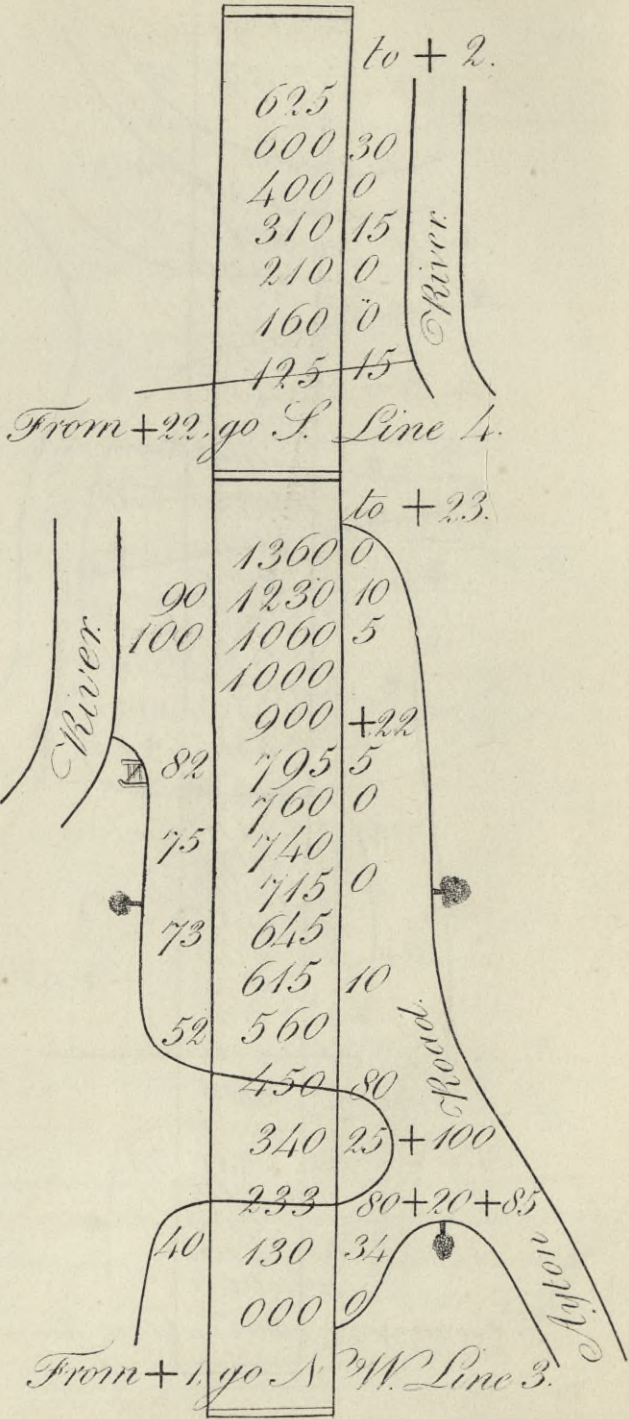 to + 2.
625
600 30
400 0
310 15
210 0
160 0
125 15
River
From + 22, go S. Line 4.
to + 23.
1360 0
90 1230 10
100 1060 5
1000
River
900 +22
82 795 5
760 0
75 740
715 0
73 645
615 10
52 560
Road.
450 80
340 25 + 100
233 80+20+85
40 130 34
Ayton
000 0
From + 1, go N W. Line 3.